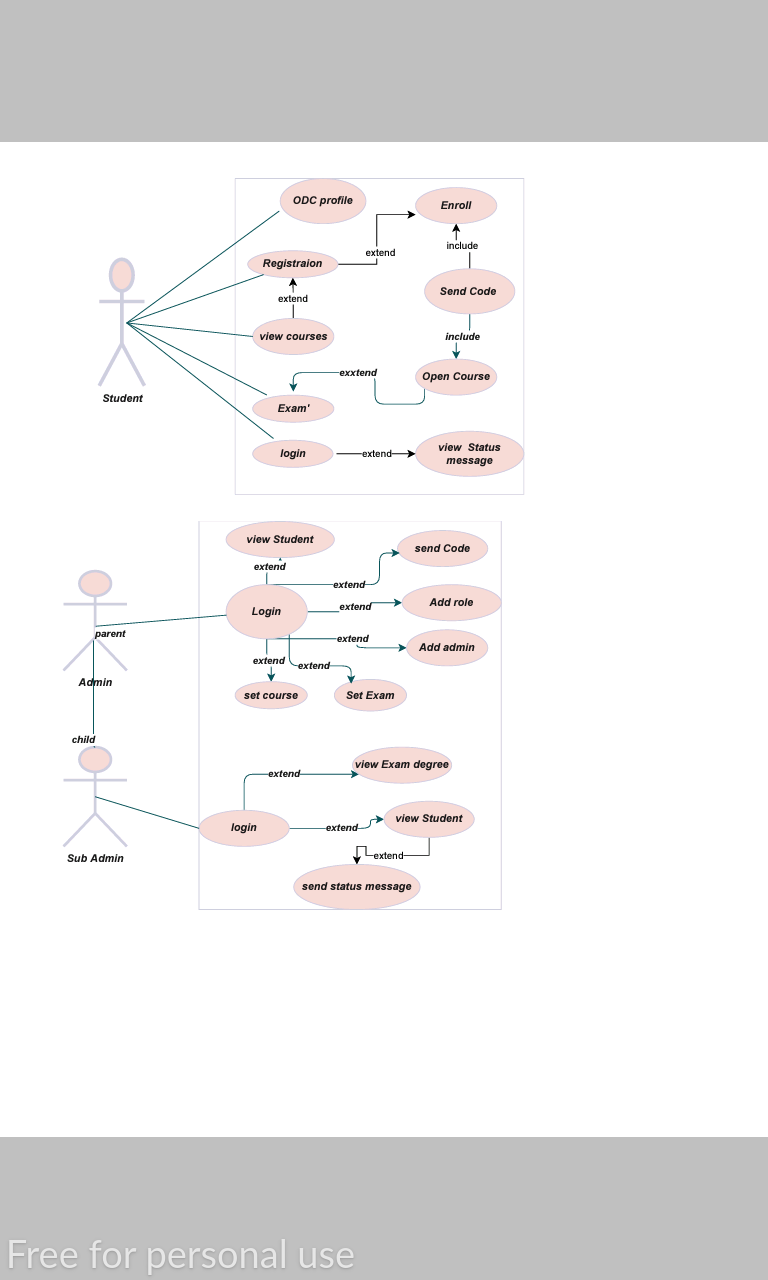 ODC profile
Enroll
extend
include
Registraion
extend
Send Code
view courses
include
exxtend
Open Course
Student
Exam'
login
extend
view Status
message
view Student
send Code
extend
extend
Login
extend
Add role
parent
extend
Add admin
extend
extend
Admin
set course
Set Exam
child
view Exam degree
extend
login
extend
view Student
Sub Admin
extend
send status message
Free for personal use